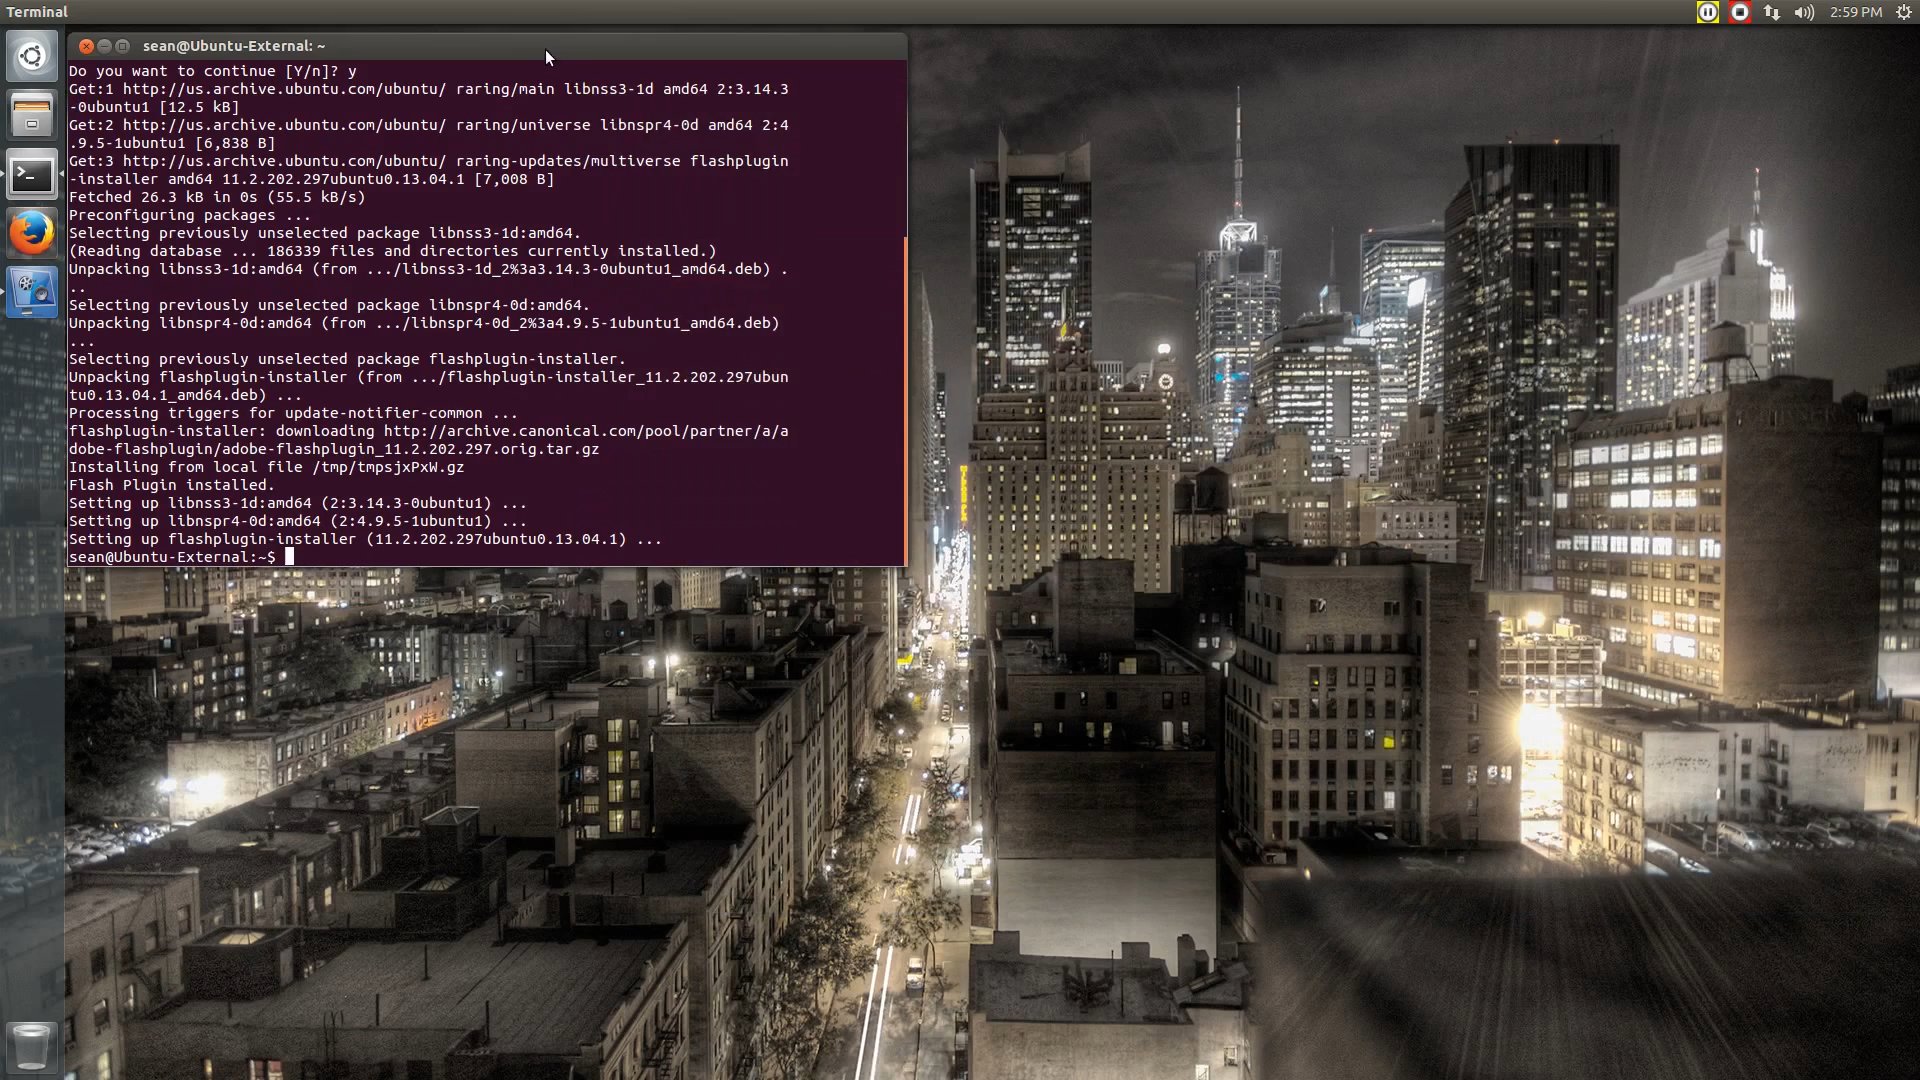 Terminal
2:59 PM
sean@Ubuntu-External: ~
Do you want to continue [Y/n]? y
Get:1 http://us.archive.ubuntu.com/ubuntu/ raring/main libnss3-1d amd64 2:3.14.3
-0ubuntu1 [12.5 kB]
Get:2 http://us.archive.ubuntu.com/ubuntu/ raring/universe libnspr4-0d amd64 2:4
.9.5-1ubuntu1 [6,838 B]
Get:3 http://us.archive.ubuntu.com/ubuntu/ raring-updates/multiverse flashplugin
-installer amd64 11.2.202.297ubuntu0.13.04.1 [7,008 B]
Fetched 26.3 kB in 0s (55.5 kB/s)
Preconfiguring packages ...
Selecting previously unselected package libnss3-1d:amd64.
(Reading database ... 186339 files and directories currently installed.)
Unpacking libnss3-1d:amd64 (from .../libnss3-1d_2%3a3.14.3-0ubuntu1_amd64.deb) .
..
Selecting previously unselected package libnspr4-0d:amd64.
Unpacking libnspr4-0d:amd64 (from .../libnspr4-0d_2%3a4.9.5-1ubuntu1_amd64.deb)
...
Selecting previously unselected package flashplugin-installer.
Unpacking flashplugin-installer (from .../flashplugin-installer_11.2.202.297ubun
tu0.13.04.1_amd64.deb) ...
Processing triggers for update-notifier-common ...
flashplugin-installer: downloading http://archive.canonical.com/pool/partner/a/a
dobe-flashplugin/adobe-flashplugin_11.2.202.297.orig.tar.gz
Installing from local file /tmp/tmpsjxPxW.gz
Flash Plugin installed.
Setting up libnss3-1d:amd64 (2:3.14.3-0ubuntu1) ...
Setting up libnspr4-0d:amd64 (2:4.9.5-1ubuntu1) ...
Setting up flashplugin-installer (11.2.202.297ubuntu0.13.04.1) ...
sean@Ubuntu-External:~$